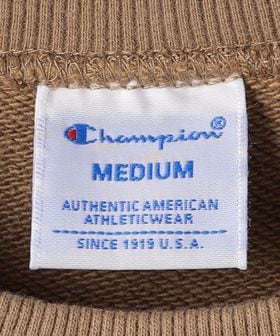 Champion
MEDIUM
AUTHENTIC AMERICAN
ATHLETICWEAR
SINCE 1919 U.S.A.